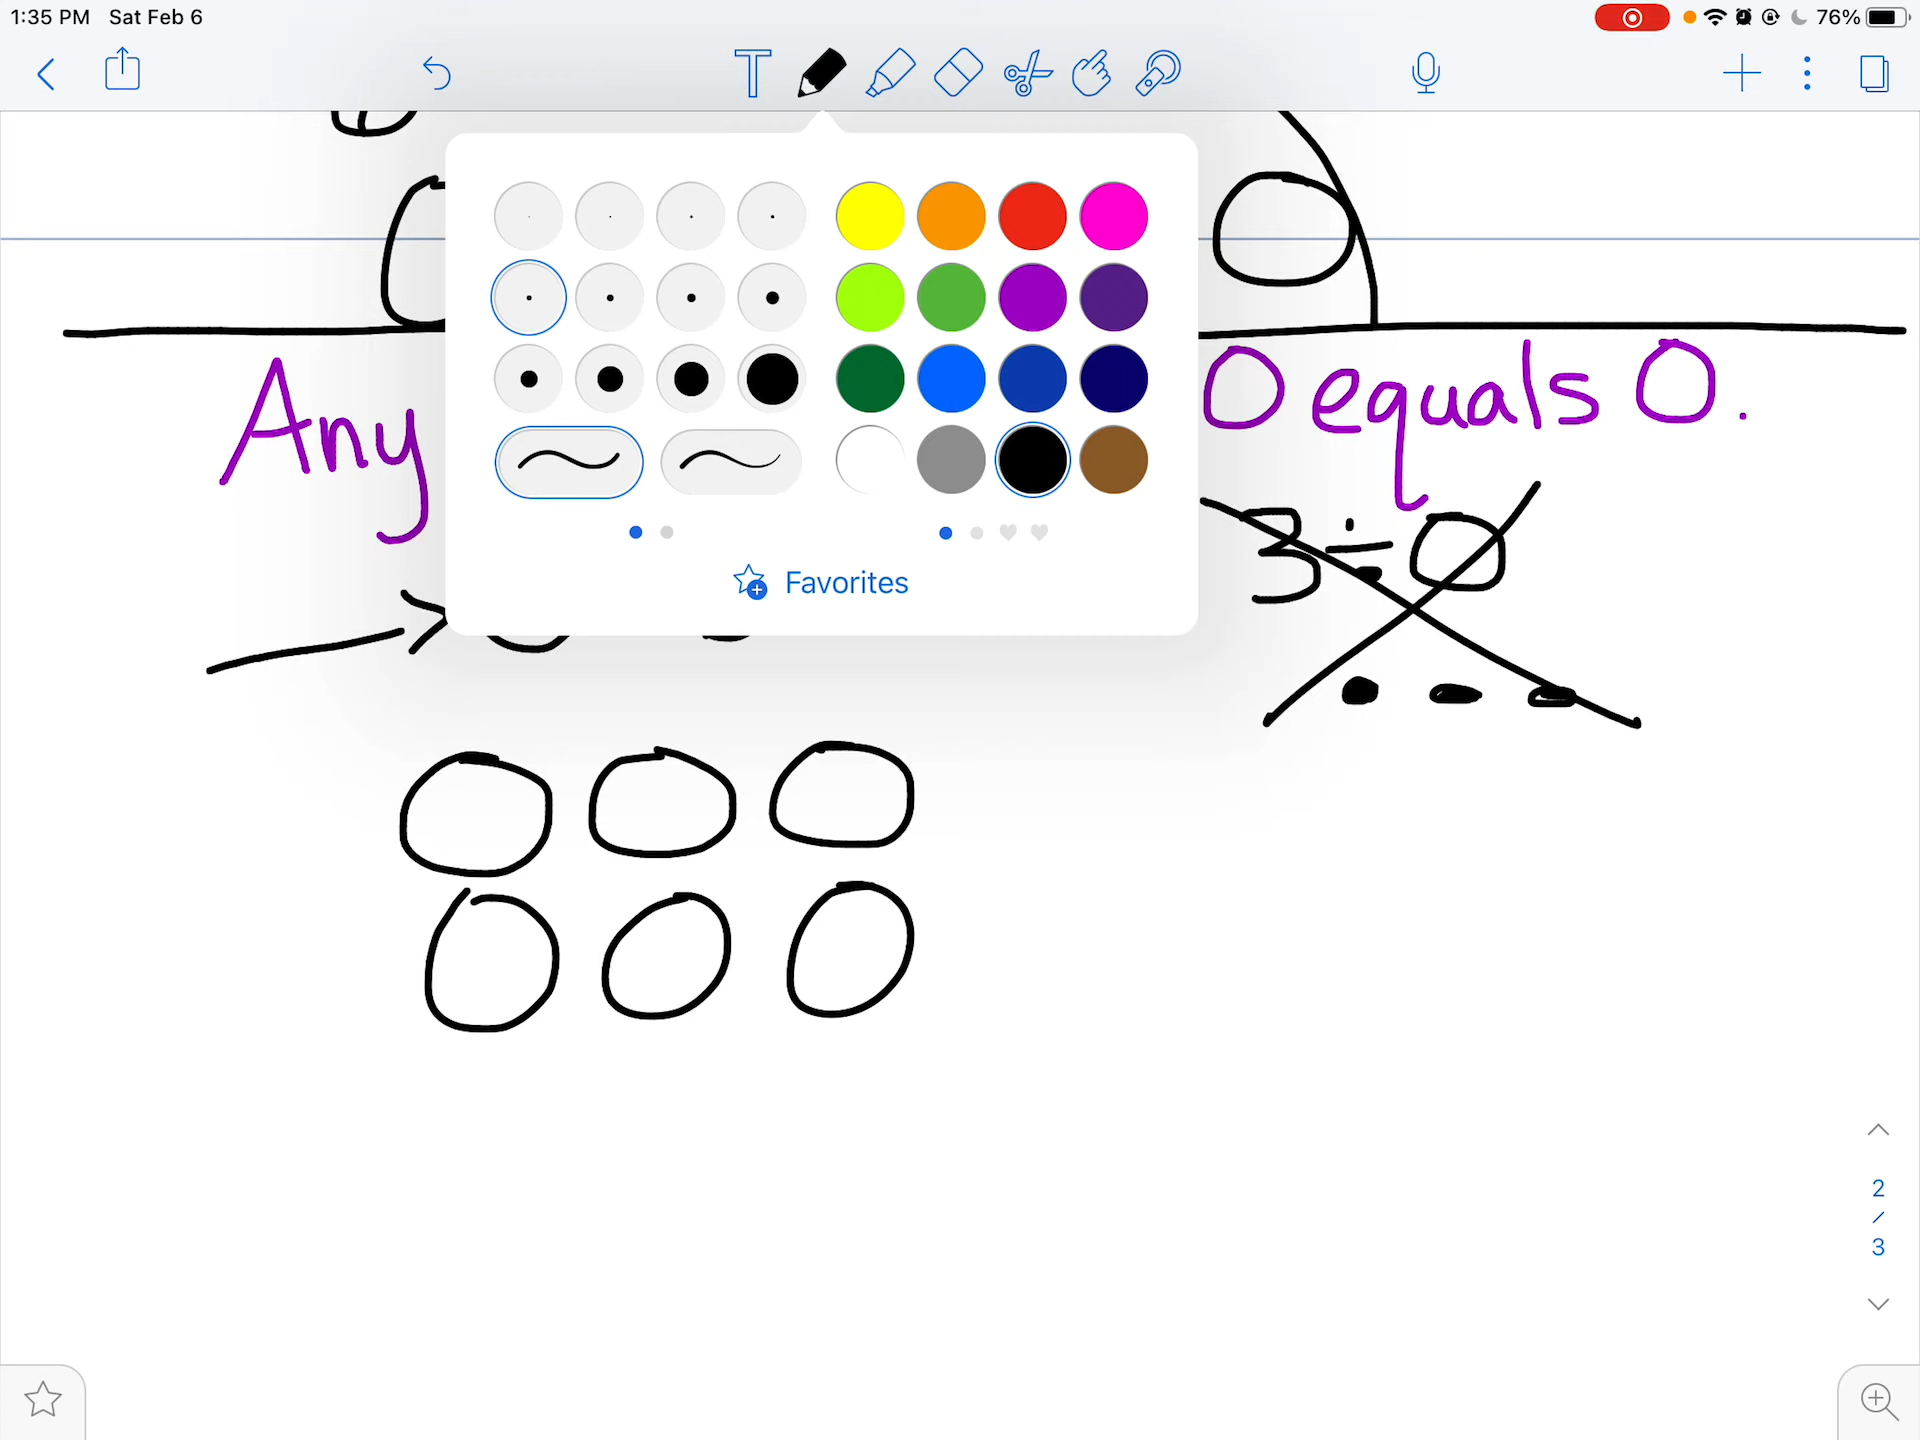 1:35 PM Sat Feb 6
76%
T
Any 0 equals 0.
3 ÷ 0
Favorites
2
/
3